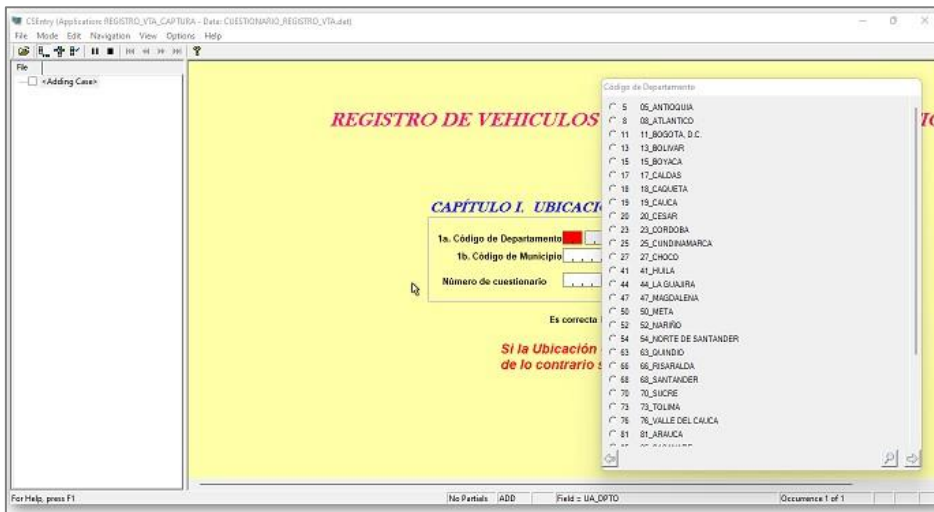 CSEntry (Application: REGISTRO_VTA_CAPTURA - Data: CUESTIONARIO_REGISTRO_VTA.dat)
File Mode Edit Navigation View Options Help
File
<Adding Case>
REGISTRO DE VEHICULOS
CAPÍTULO I. UBICACI
1a. Código de Departamento
1b. Código de Municipio
Número de cuestionario
Es correcta
Si la Ubicación
de lo contrario s
Código de Departamento
5 05_ANTIOQUIA
8 08_ATLANTICO
11 11_BOGOTA, D.C.
13 13_BOLIVAR
15 15_BOYACA
17 17_CALDAS
18 18_CAQUETA
19 19_CAUCA
20 20_CESAR
23 23_CORDOBA
25 25_CUNDINAMARCA
27 27_CHOCO
41 41_HUILA
44 44_LA GUAJIRA
47 47_MAGDALENA
50 50_META
52 52_NARIÑO
54 54_NORTE DE SANTANDER
63 63_QUINDIO
66 66_RISARALDA
68 68_SANTANDER
70 70_SUCRE
73 73_TOLIMA
76 76_VALLE DEL CAUCA
81 81_ARAUCA
For Help, press F1
No Partials ADD Field = UA_DPTO Occurrence 1 of 1